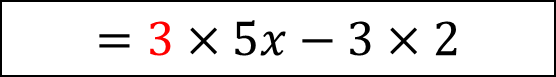 = 3 × 5x − 3 × 2